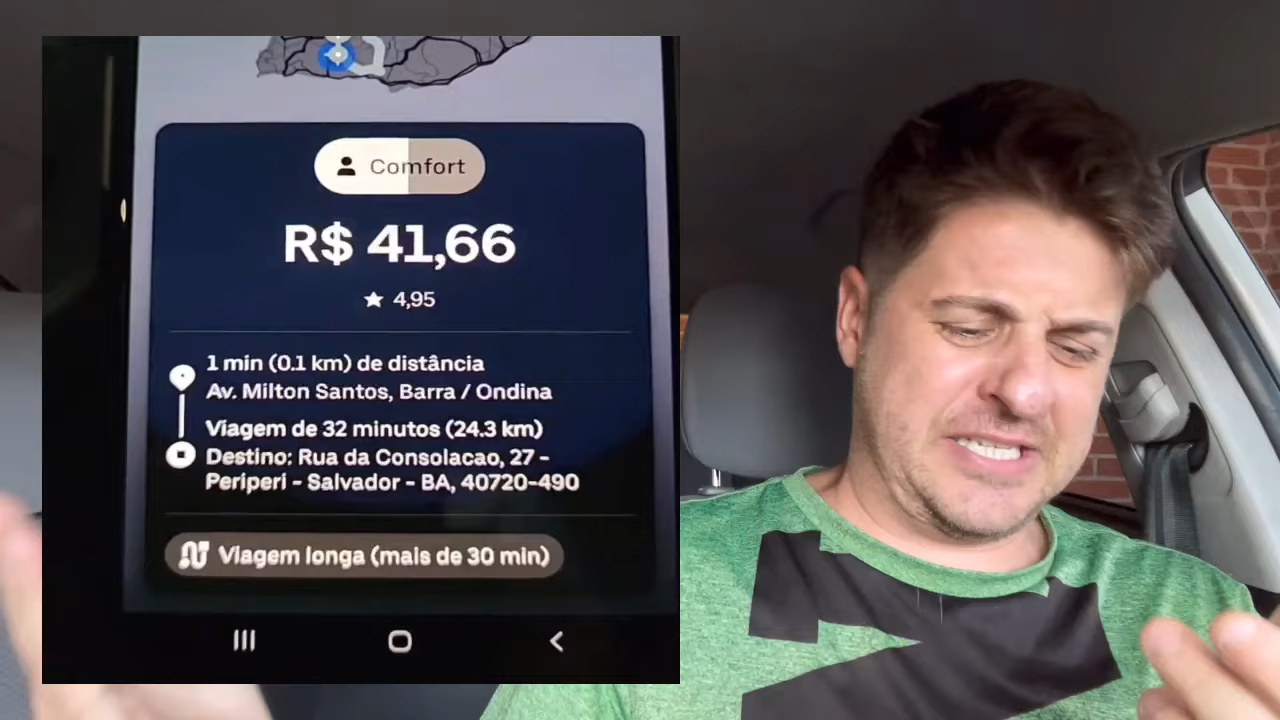 Comfort
R$ 41,66
4,95
1 min (0.1 km) de distância
Av. Milton Santos, Barra / Ondina
Viagem de 32 minutos (24.3 km)
Destino: Rua da Consolacao, 27 -
Periperi - Salvador - BA, 40720-490
Viagem longa (mais de 30 min)